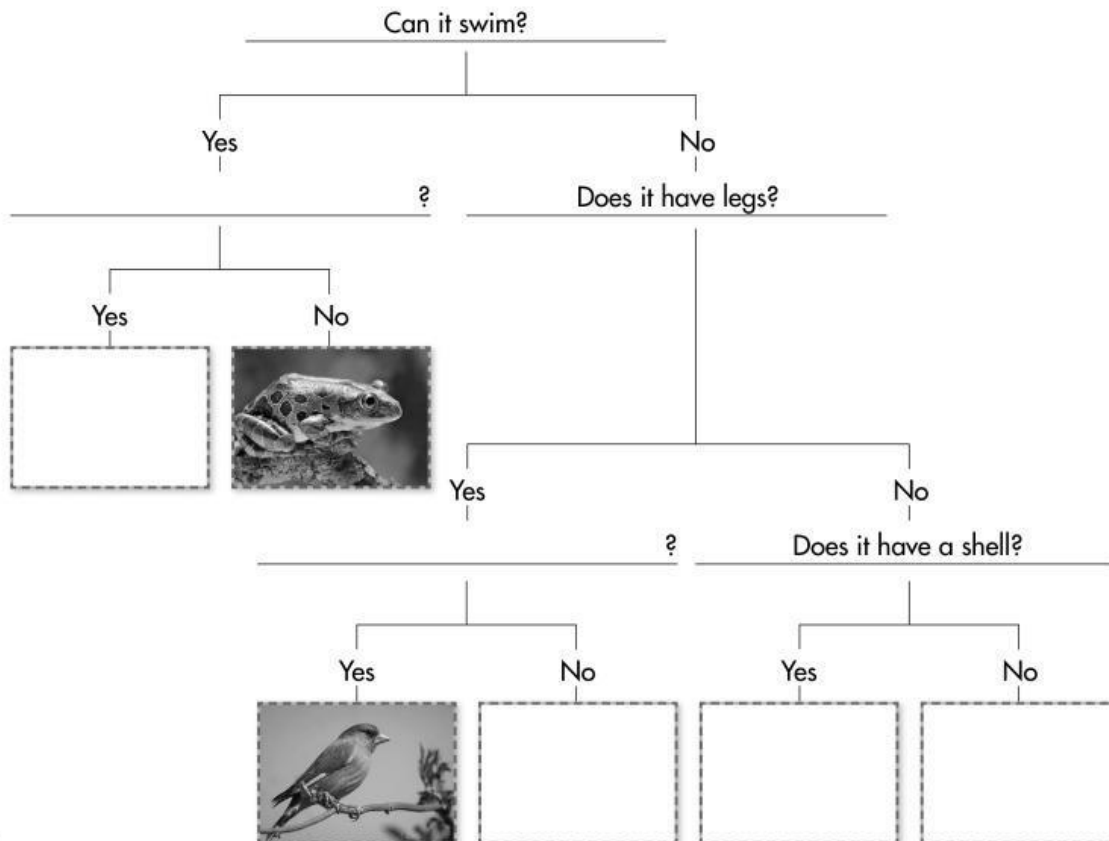 Can it swim?
Yes
No
?
Does it have legs?
Yes
No
Yes
No
?
Does it have a shell?
Yes
No
Yes
No